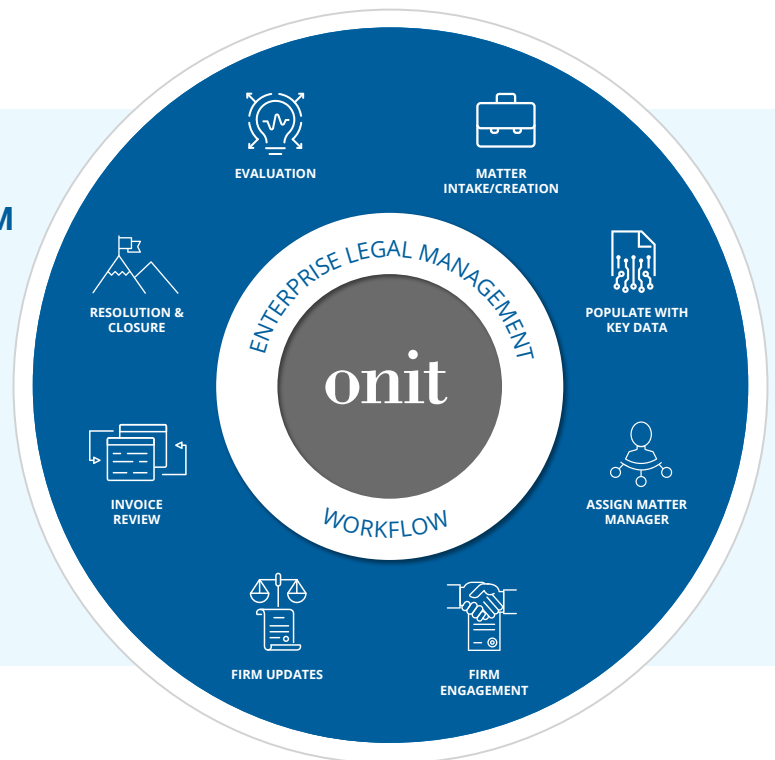 M
EVALUATION
MATTER
INTAKE/CREATION
POPULATE WITH
KEY DATA
ASSIGN MATTER
MANAGER
FIRM
ENGAGEMENT
FIRM UPDATES
INVOICE
REVIEW
RESOLUTION &
CLOSURE
ENTERPRISE LEGAL MANAGEMENT
onit
WORKFLOW